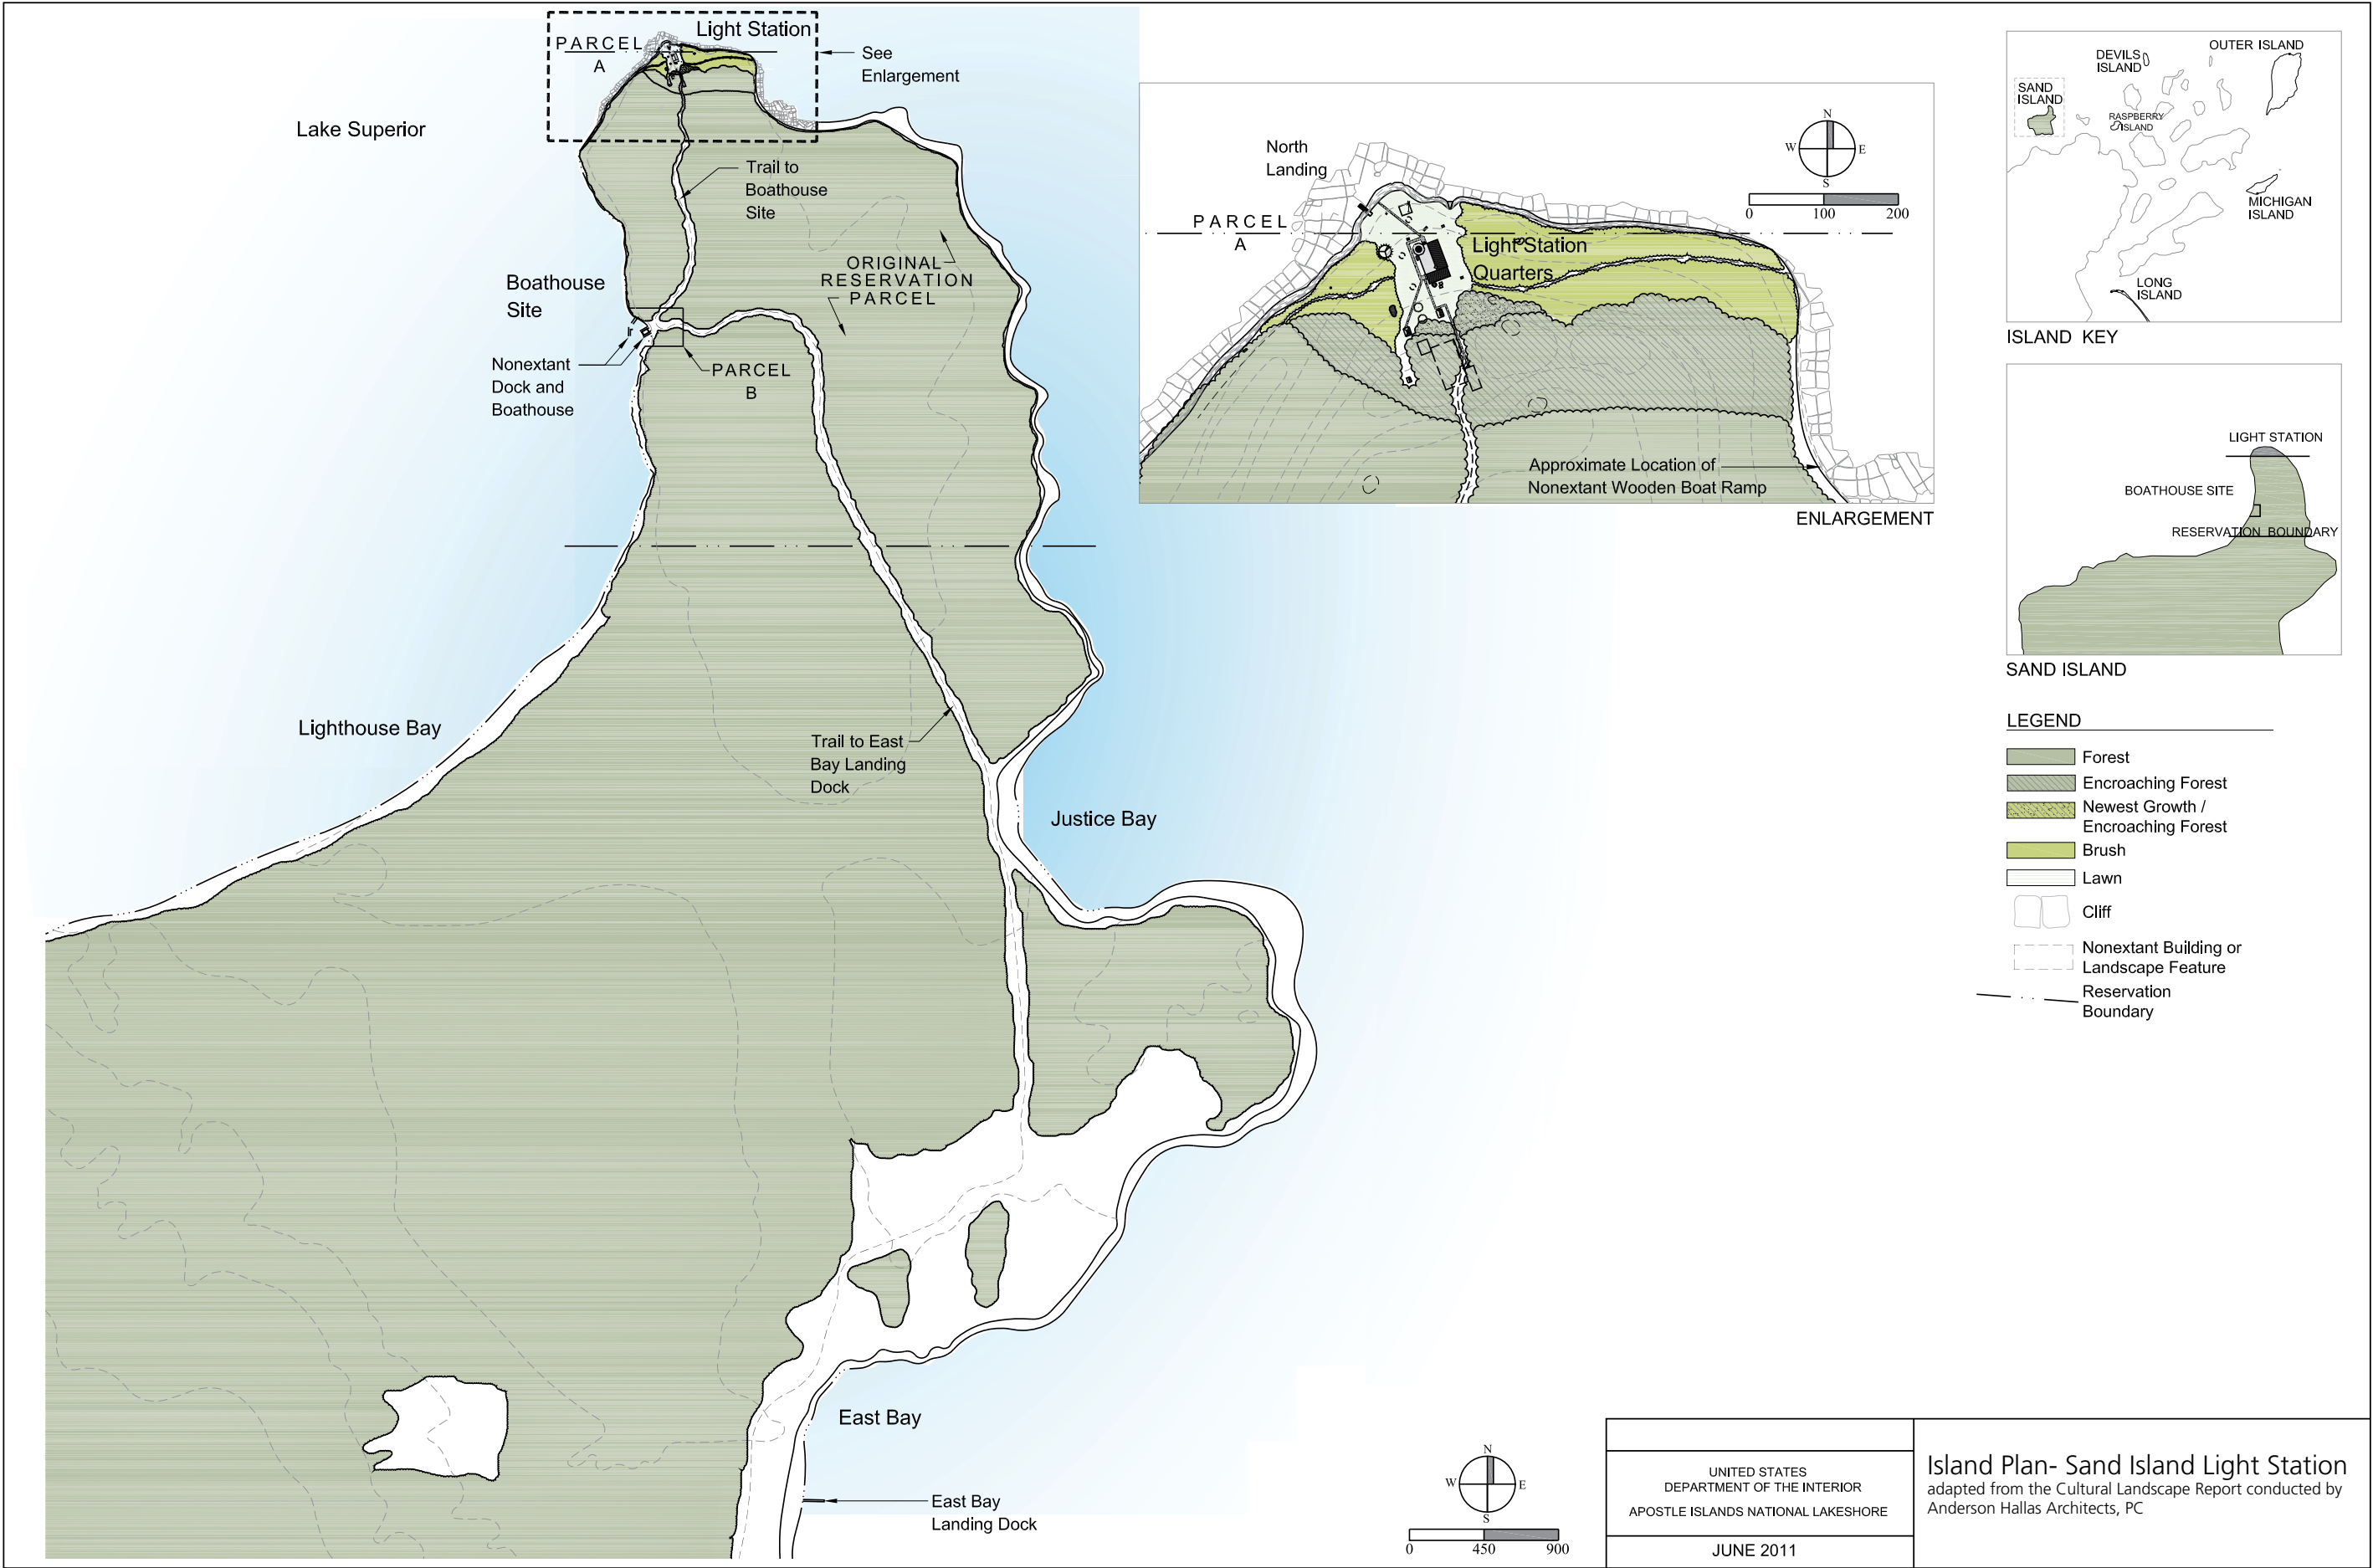 Light Station
PARCEL
A
See
Enlargement
Lake Superior
Trail to
Boathouse
Site
ORIGINAL
RESERVATION
PARCEL
Boathouse
Site
Nonextant
Dock and
Boathouse
PARCEL
B
Lighthouse Bay
Trail to East
Bay Landing
Dock
Justice Bay
East Bay
East Bay
Landing Dock
North
Landing
PARCEL
A
Light Station
Quarters
N
W
E
S
0 100 200
Approximate Location of
Nonextant Wooden Boat Ramp
ENLARGEMENT
OUTER ISLAND
DEVILS
ISLAND
SAND
ISLAND
RASPBERRY
ISLAND
MICHIGAN
ISLAND
LONG
ISLAND
ISLAND KEY
LIGHT STATION
BOATHOUSE SITE
RESERVATION BOUNDARY
SAND ISLAND
LEGEND
Forest
Encroaching Forest
Newest Growth /
Encroaching Forest
Brush
Lawn
Cliff
Nonextant Building or
Landscape Feature
Reservation
Boundary
N
W
E
S
0 450 900
UNITED STATES
DEPARTMENT OF THE INTERIOR
APOSTLE ISLANDS NATIONAL LAKESHORE
JUNE 2011
Island Plan- Sand Island Light Station
adapted from the Cultural Landscape Report conducted by
Anderson Hallas Architects, PC